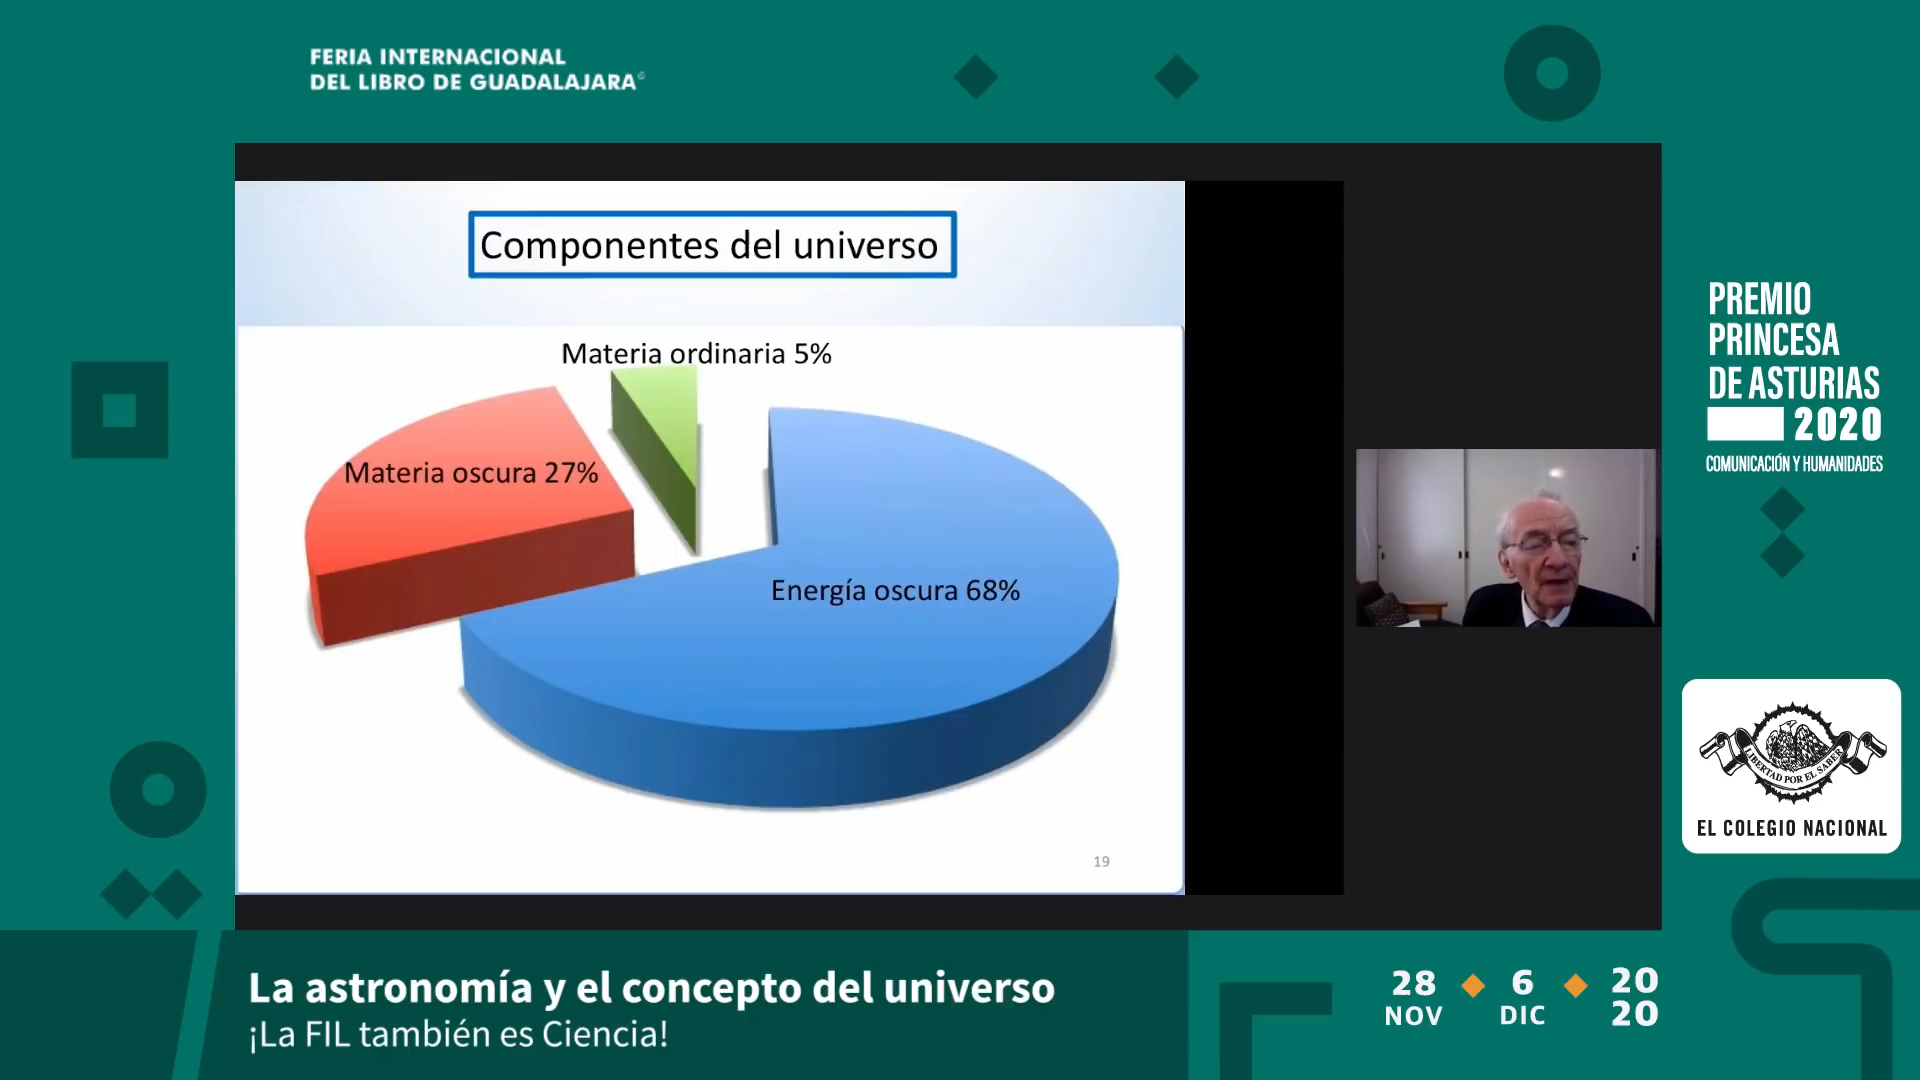 FERIA INTERNACIONAL
DEL LIBRO DE GUADALAJARA
Componentes del universo
Materia ordinaria 5%
Materia oscura 27%
Energía oscura 68%
19
PREMIO
PRINCESA
DE ASTURIAS
2020
COMUNICACIÓN Y HUMANIDADES
LIBERTAD POR EL SABER
EL COLEGIO NACIONAL
La astronomía y el concepto del universo
¡La FIL también es Ciencia!
28 6 20
NOV DIC 20